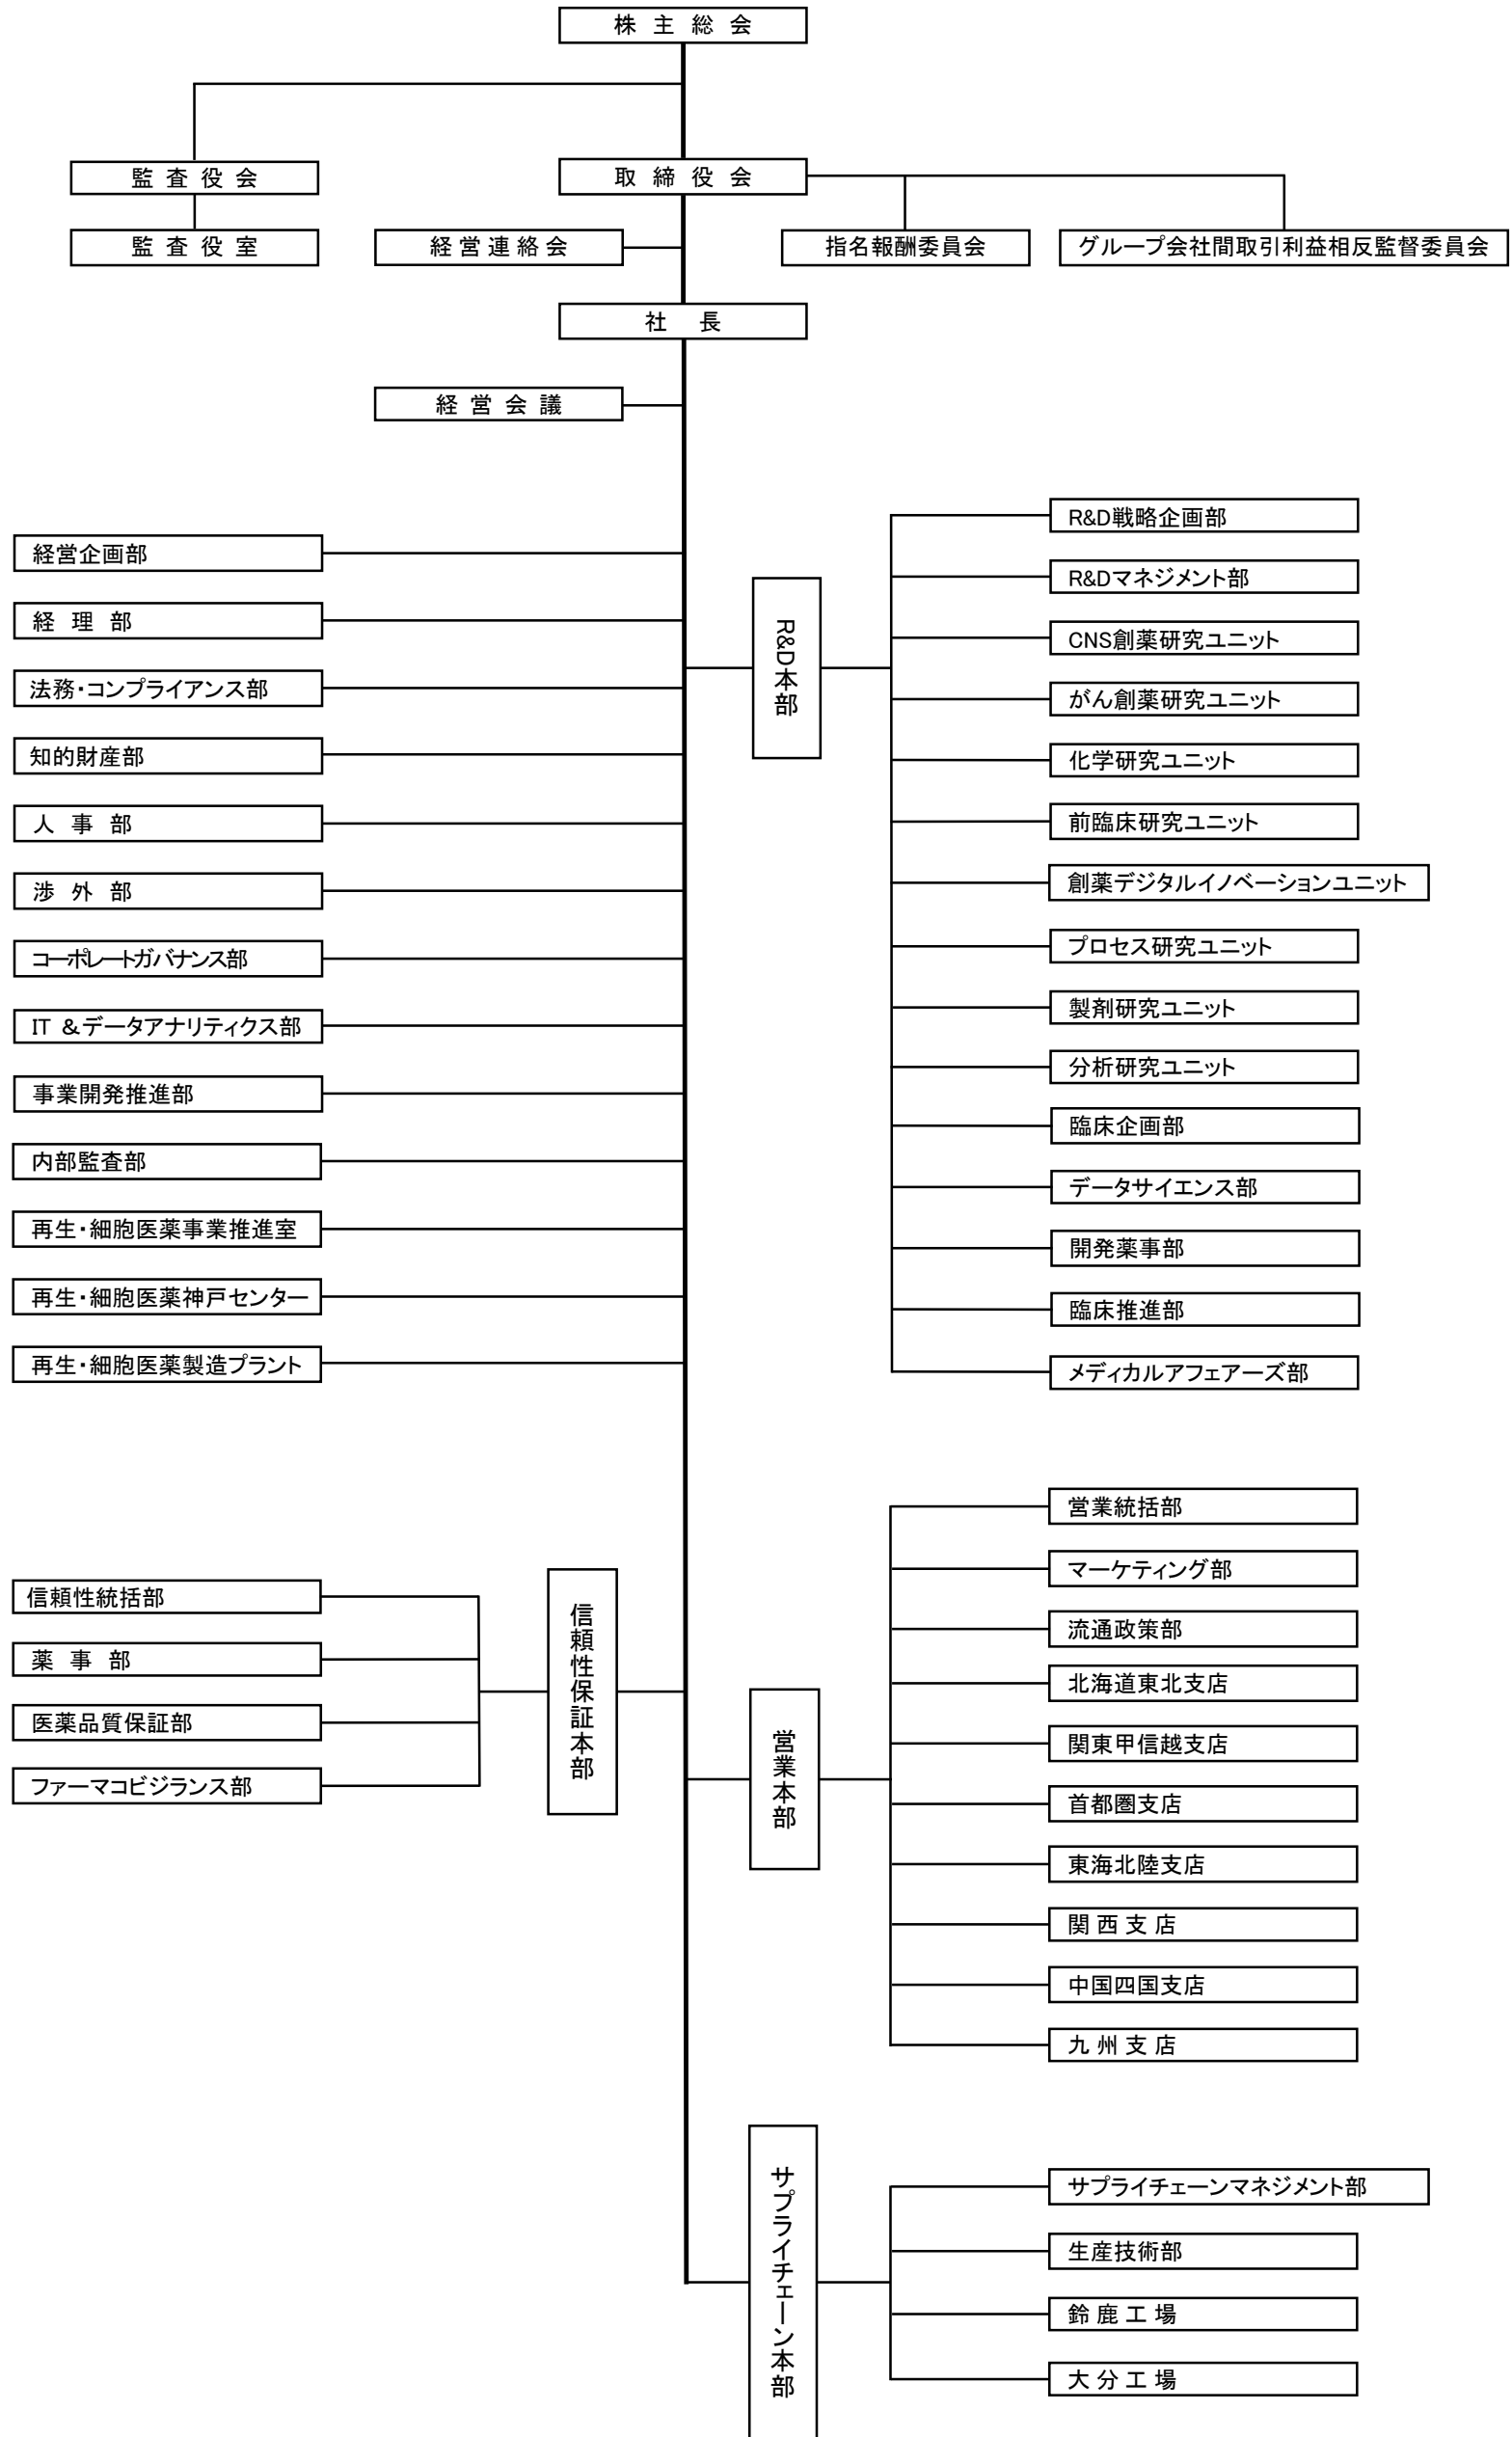 株 主 総 会
監 査 役 会
取 締 役 会
監 査 役 室
経 営 連 絡 会
指名報酬委員会
グループ会社間取引利益相反監督委員会
社 長
経 営 会 議
経営企画部
経 理 部
法務・コンプライアンス部
知的財産部
人 事 部
渉 外 部
コーポレートガバナンス部
IT &データアナリティクス部
事業開発推進部
内部監査部
再生・細胞医薬事業推進室
再生・細胞医薬神戸センター
再生・細胞医薬製造プラント
R&D本部
R&D戦略企画部
R&Dマネジメント部
CNS創薬研究ユニット
がん創薬研究ユニット
化学研究ユニット
前臨床研究ユニット
創薬デジタルイノベーションユニット
プロセス研究ユニット
製剤研究ユニット
分析研究ユニット
臨床企画部
データサイエンス部
開発薬事部
臨床推進部
メディカルアフェアーズ部
信頼性統括部
薬 事 部
医薬品質保証部
ファーマコビジランス部
信頼性保証本部
営業本部
営業統括部
マーケティング部
流通政策部
北海道東北支店
関東甲信越支店
首都圏支店
東海北陸支店
関 西 支 店
中国四国支店
九 州 支 店
サプライチェーン本部
サプライチェーンマネジメント部
生産技術部
鈴 鹿 工 場
大 分 工 場